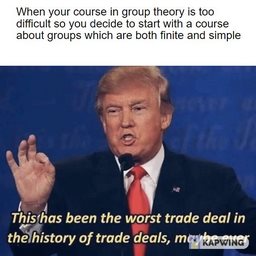 When your course in group theory is too
difficult so you decide to start with a course
about groups which are both finite and simple
This has been the worst trade deal in
the history of trade deals,
KAPWING